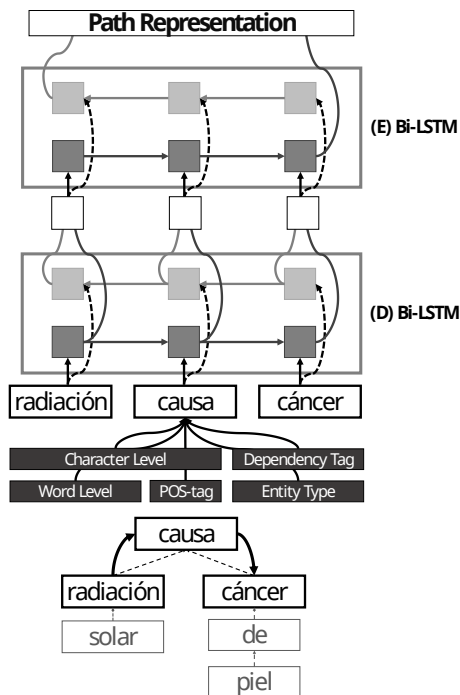 Path Representation
(E) Bi-LSTM
(D) Bi-LSTM
radiación causa cáncer
Character Level Dependency Tag
Word Level POS-tag Entity Type
causa
radiación cáncer
solar de
piel